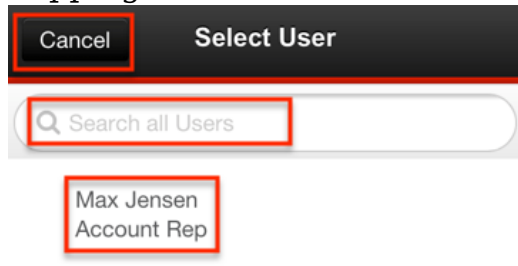 Cancel Select User
Search all Users
Max Jensen
Account Rep